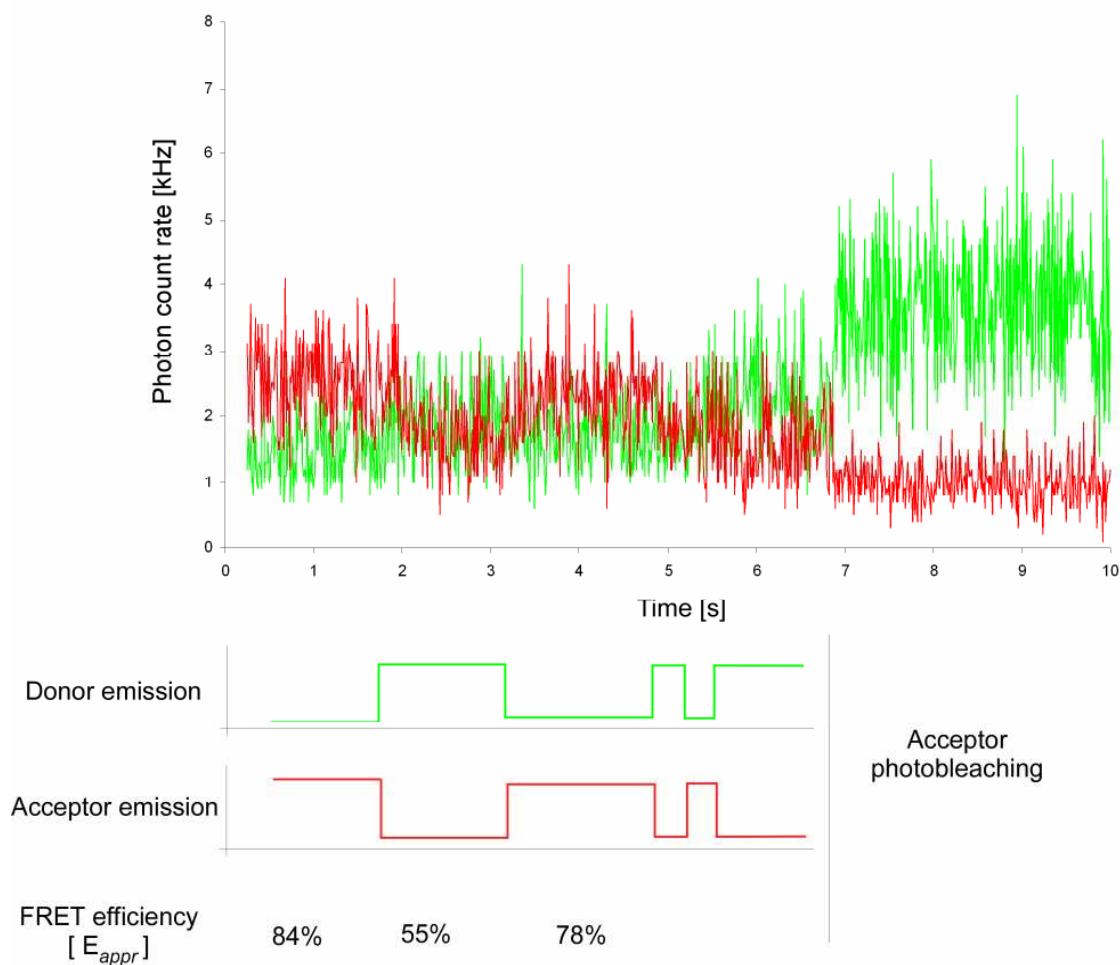 8
7
6
5
4
3
2
1
0
Photon count rate [kHz]
0 1 2 3 4 5 6 7 8 9 10
Time [s]
Donor emission
Acceptor emission
Acceptor
photobleaching
FRET efficiency
[ E_appr ]
84% 55% 78%